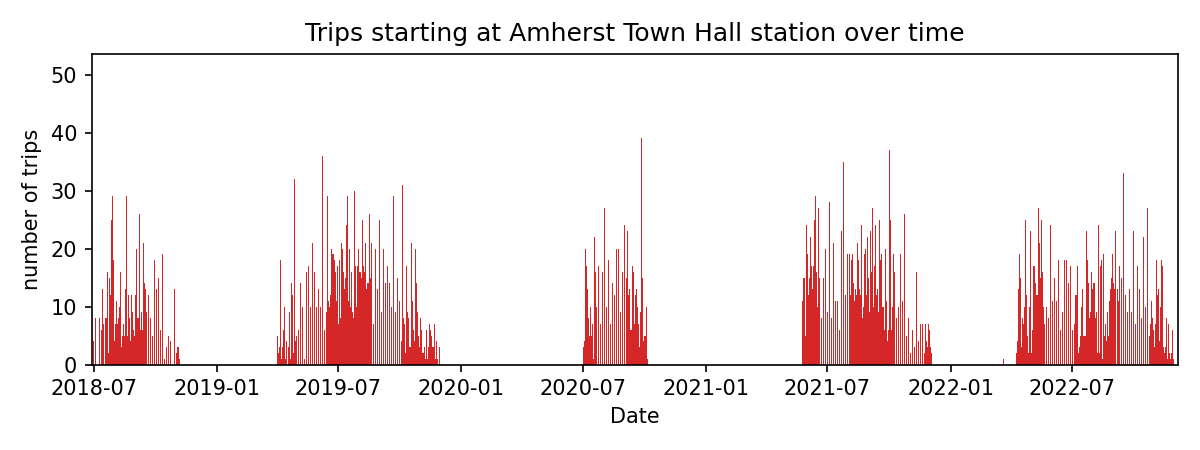 Trips starting at Amherst Town Hall station over time
number of trips
50
40
30
20
10
0
2018-07 2019-01 2019-07 2020-01 2020-07 2021-01 2021-07 2022-01 2022-07
Date